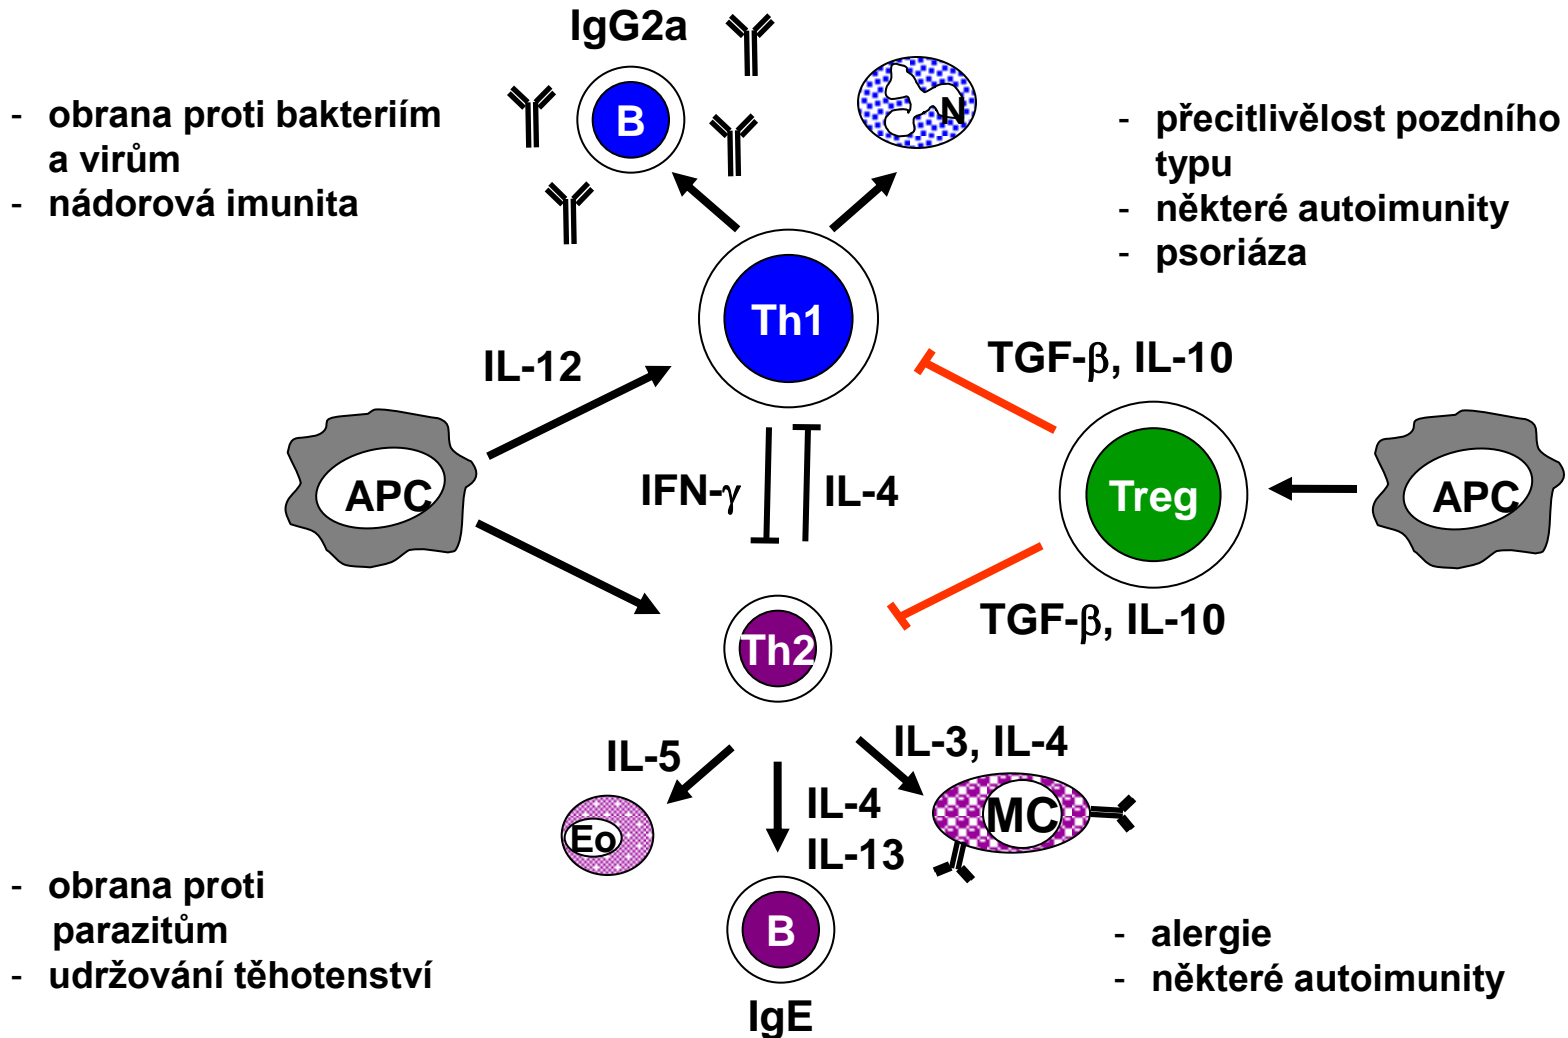 IgG2a
B
N
- obrana proti bakteriím
a virům
- nádorová imunita
- přecitlivělost pozdního
typu
- některé autoimunity
- psoriáza
Th1
IL-12
TGF-β, IL-10
APC
IFN-γ
IL-4
Treg
APC
TGF-β, IL-10
Th2
IL-5
IL-3, IL-4
Eo
IL-4
IL-13
MC
- obrana proti
parazitům
- udržování těhotenství
B
IgE
- alergie
- některé autoimunity